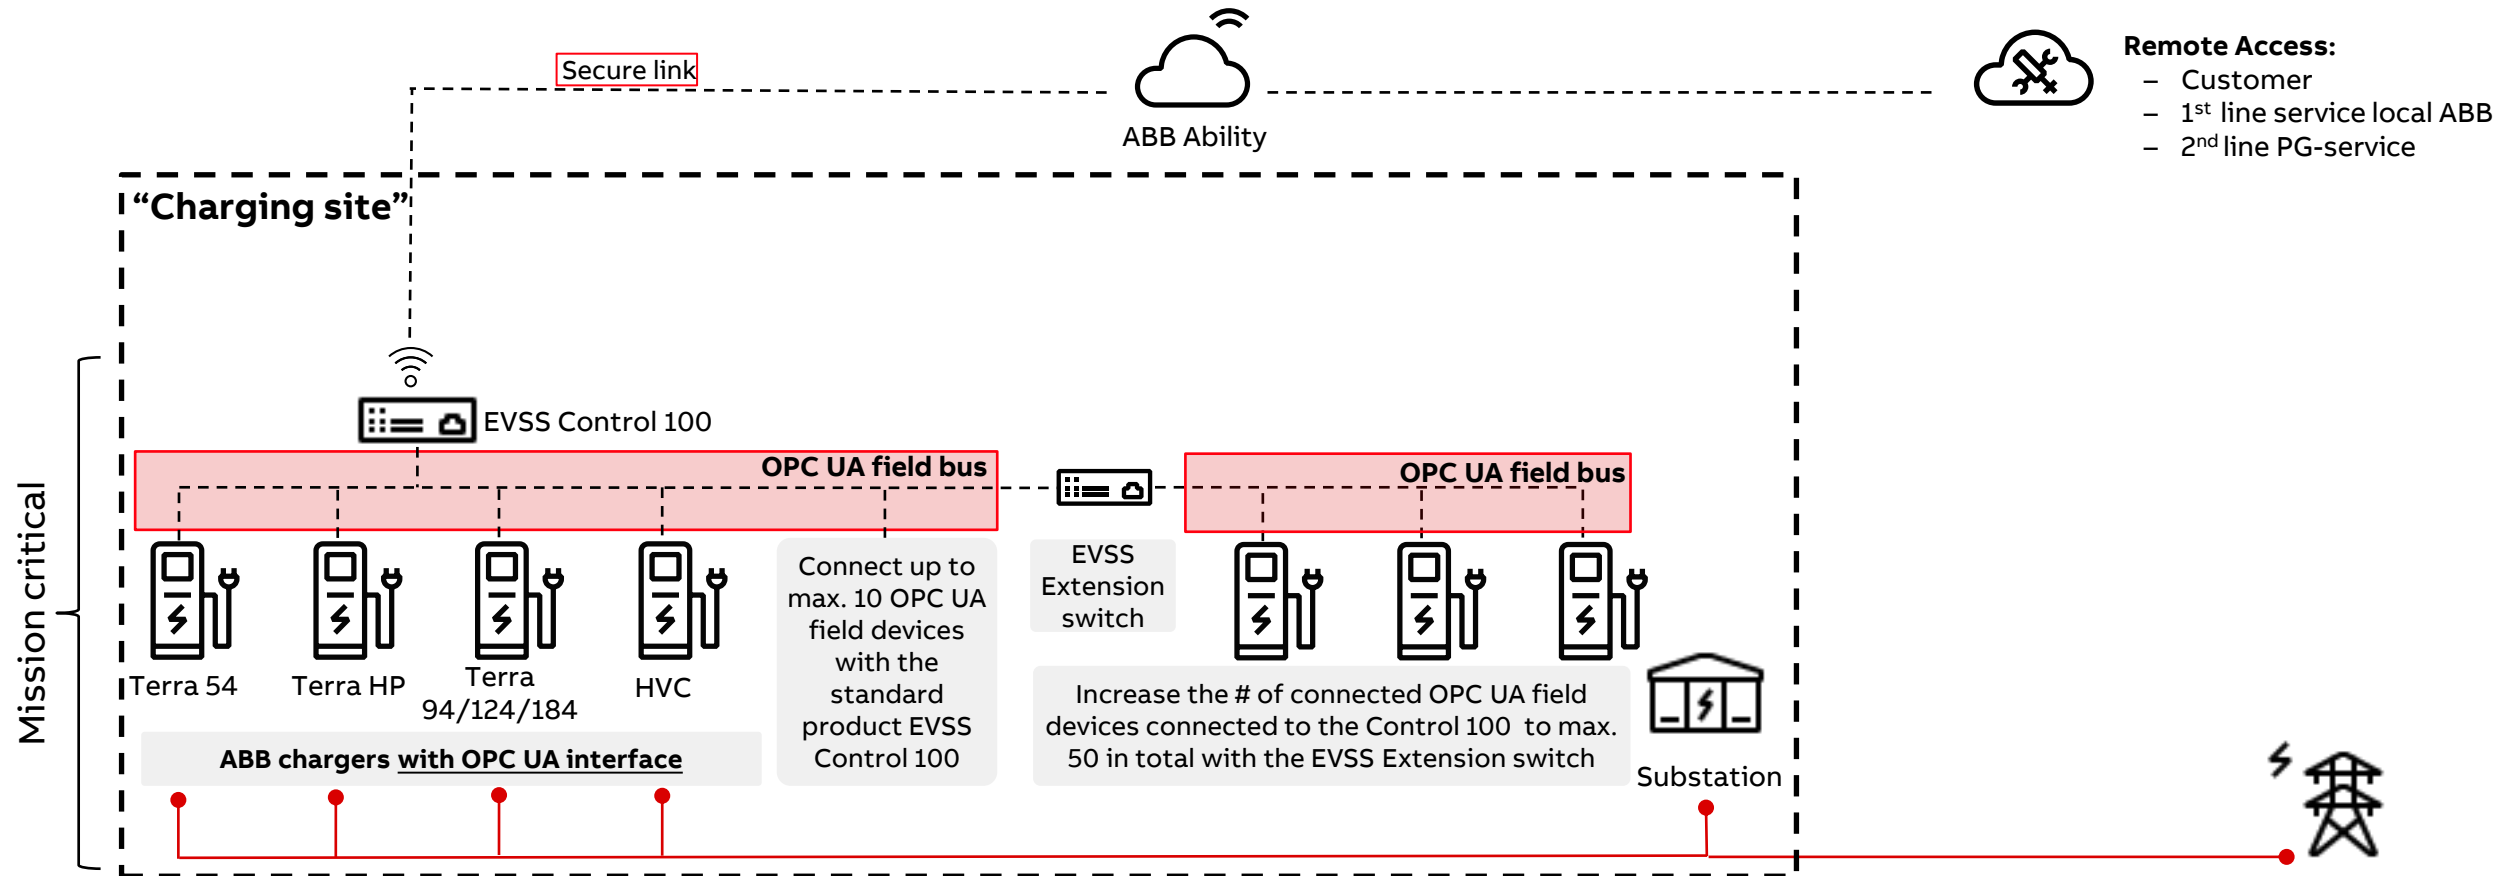 Secure link
ABB Ability
Remote Access:
– Customer
– 1st line service local ABB
– 2nd line PG-service
“Charging site”
Mission critical
EVSS Control 100
OPC UA field bus
OPC UA field bus
Terra 54
Terra HP
Terra
94/124/184
HVC
ABB chargers with OPC UA interface
Connect up to
max. 10 OPC UA
field devices
with the
standard
product EVSS
Control 100
EVSS
Extension
switch
Increase the # of connected OPC UA field
devices connected to the Control 100 to max.
50 in total with the EVSS Extension switch
Substation